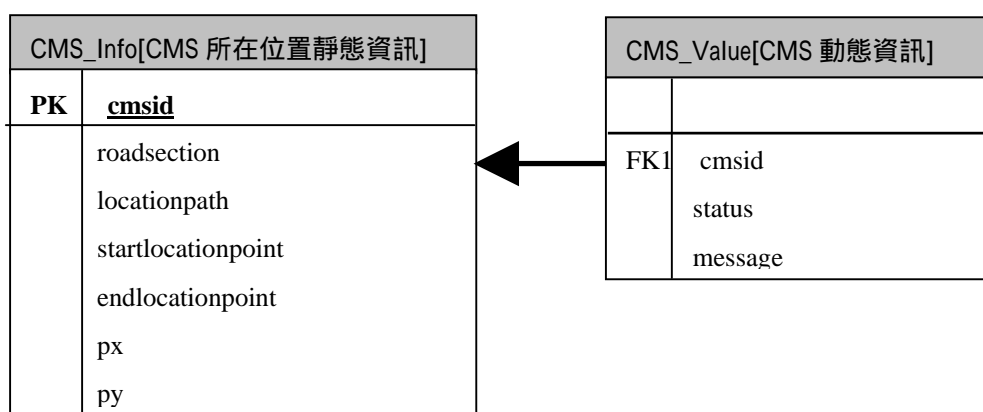 CMS_Info[CMS 所在位置靜態資訊]
PK cmsid
roadsection
locationpath
startlocationpoint
endlocationpoint
px
py
CMS_Value[CMS 動態資訊]
FK1 cmsid
status
message